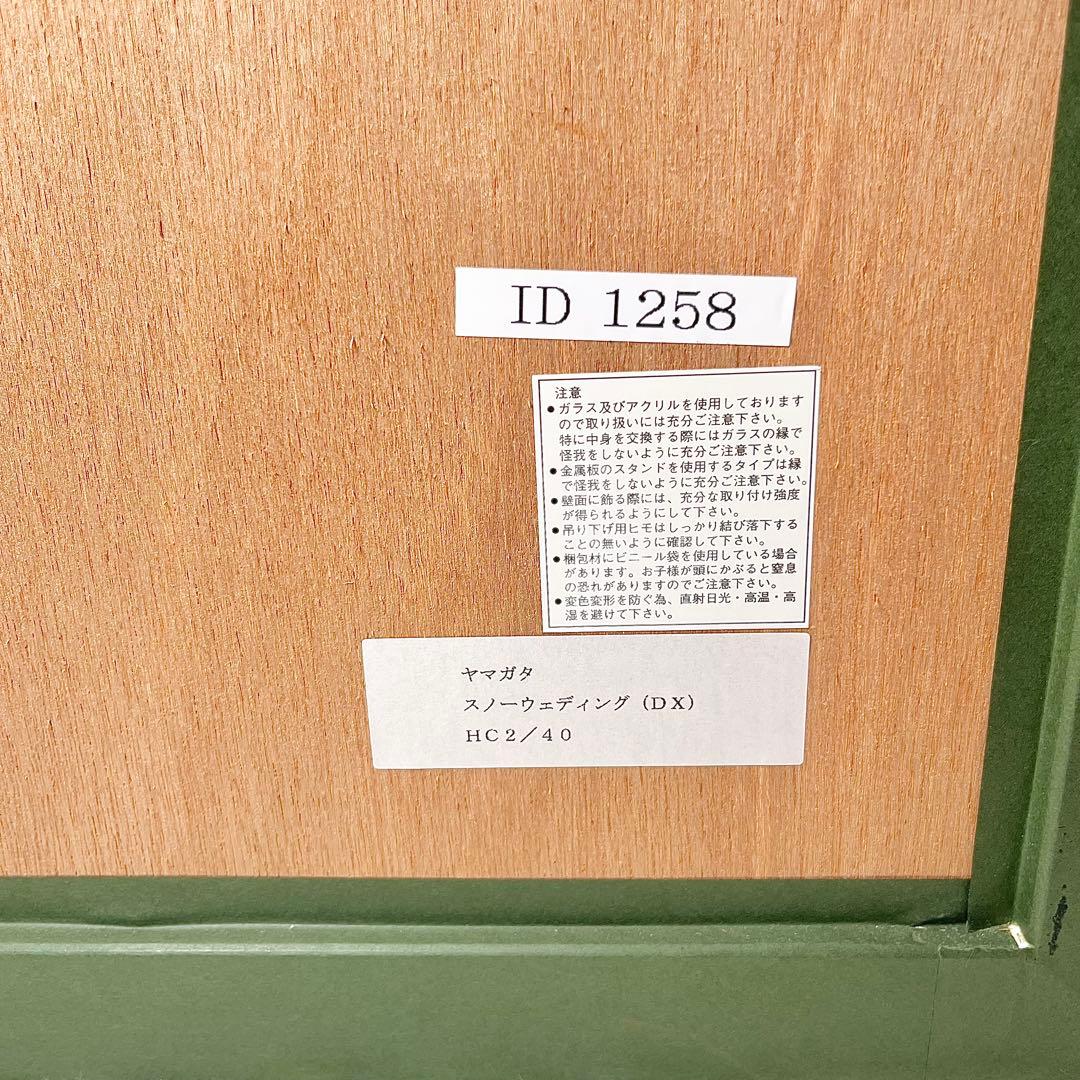 ID 1258
注意
●ガラス及びアクリルを使用しております
ので取り扱いには充分ご注意下さい。
特に中身を交換する際にはガラスの縁で
怪我をしないように充分ご注意下さい。
●金属板のスタンドを使用するタイプは縁
で怪我をしないように充分ご注意下さい。
●壁面に飾る際には、充分な取り付け強度
が得られるようにして下さい。
●吊り下げ用ヒモはしっかり結び落下する
ことの無いように確認して下さい。
●梱包材にビニール袋を使用している場合
があります。お子様が頭にかぶると窒息
の恐れがありますのでご注意下さい。
●変色変形を防ぐ為、直射日光・高温・高
湿を避けて下さい。
ヤマガタ
スノーウェディング（ＤＸ）
ＨＣ２／４０